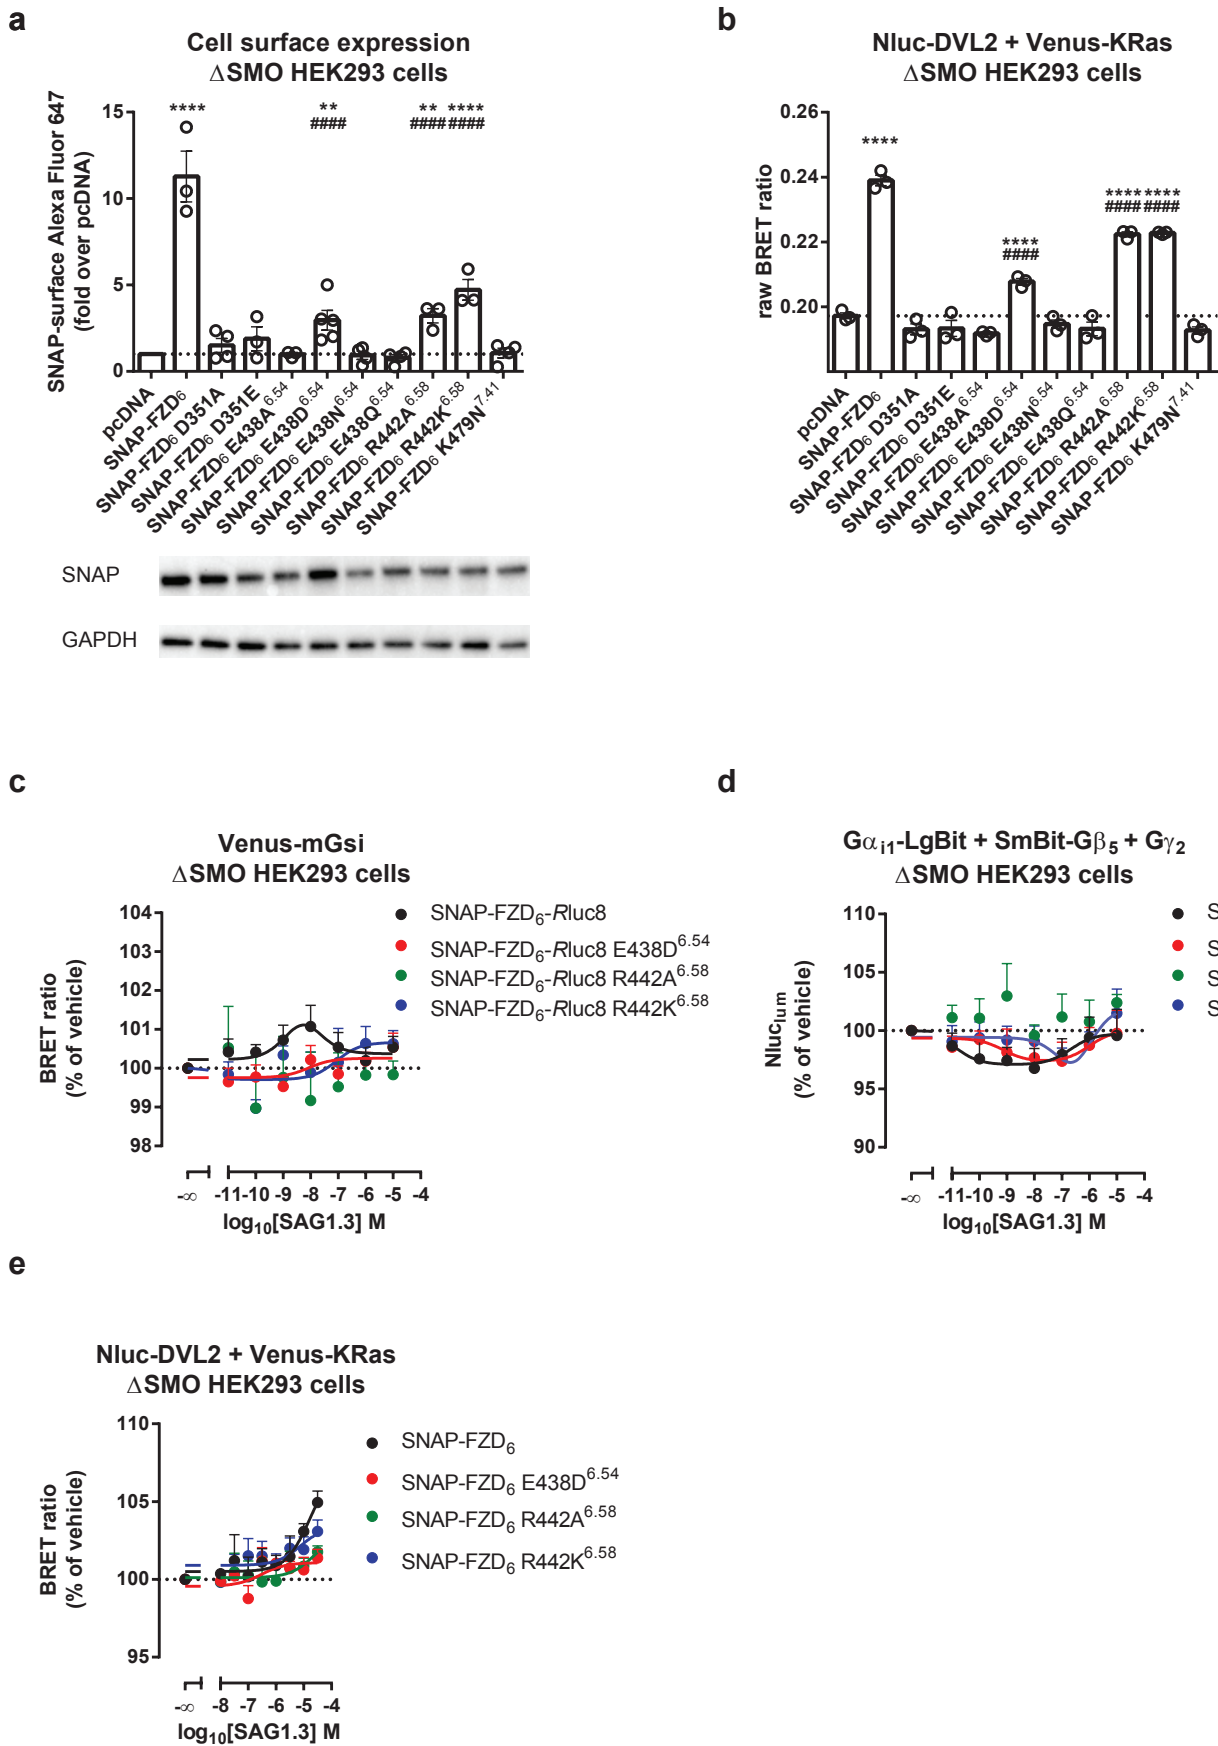 a
Cell surface expression
ΔSMO HEK293 cells
SNAP-surface Alexa Fluor 647
(fold over pcDNA)
15
10
5
0
****
**
####
**
####
****
####
pcDNA
SNAP-FZD6
SNAP-FZD6 D351A
SNAP-FZD6 D351E
SNAP-FZD6 E438A6.54
SNAP-FZD6 E438D6.54
SNAP-FZD6 E438N6.54
SNAP-FZD6 E438Q6.54
SNAP-FZD6 R442A6.58
SNAP-FZD6 R442K6.58
SNAP-FZD6 K479N7.41
SNAP
GAPDH
b
Nluc-DVL2 + Venus-KRas
ΔSMO HEK293 cells
raw BRET ratio
0.26
0.24
0.22
0.20
****
****
####
****
####
****
####
pcDNA
SNAP-FZD6
SNAP-FZD6 D351A
SNAP-FZD6 D351E
SNAP-FZD6 E438A6.54
SNAP-FZD6 E438D6.54
SNAP-FZD6 E438N6.54
SNAP-FZD6 E438Q6.54
SNAP-FZD6 R442A6.58
SNAP-FZD6 R442K6.58
SNAP-FZD6 K479N7.41
c
Venus-mGsi
ΔSMO HEK293 cells
BRET ratio
(% of vehicle)
104
103
102
101
100
99
98
SNAP-FZD6-Rluc8
SNAP-FZD6-Rluc8 E438D6.54
SNAP-FZD6-Rluc8 R442A6.58
SNAP-FZD6-Rluc8 R442K6.58
-∞ -11 -10 -9 -8 -7 -6 -5 -4
log10[SAG1.3] M
d
Gαi1-LgBit + SmBit-Gβ5 + Gγ2
ΔSMO HEK293 cells
Nluclum
(% of vehicle)
110
105
100
95
90
S
S
S
S
-∞ -11 -10 -9 -8 -7 -6 -5 -4
log10[SAG1.3] M
e
Nluc-DVL2 + Venus-KRas
ΔSMO HEK293 cells
BRET ratio
(% of vehicle)
110
105
100
95
SNAP-FZD6
SNAP-FZD6 E438D6.54
SNAP-FZD6 R442A6.58
SNAP-FZD6 R442K6.58
-∞ -8 -7 -6 -5 -4
log10[SAG1.3] M